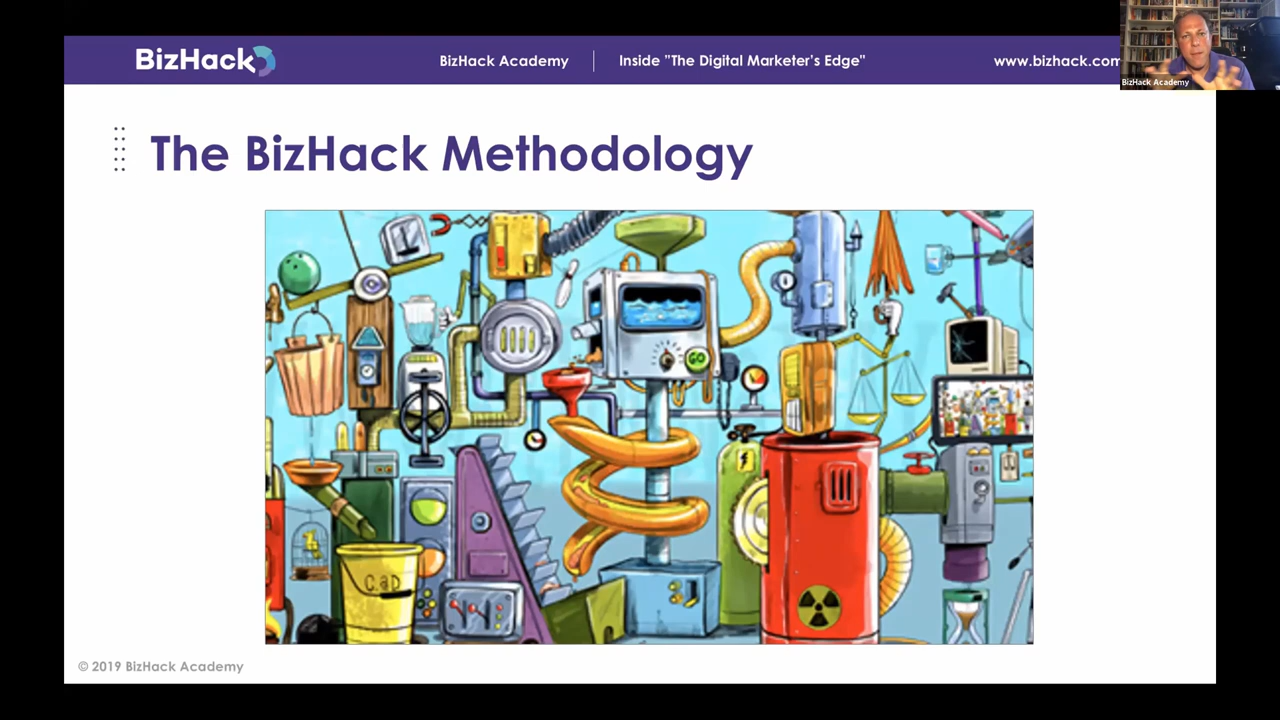 BizHack
BizHack Academy
Inside "The Digital Marketer's Edge"
www.bizhack.com
BizHack Academy
The BizHack Methodology
GO
© 2019 BizHack Academy